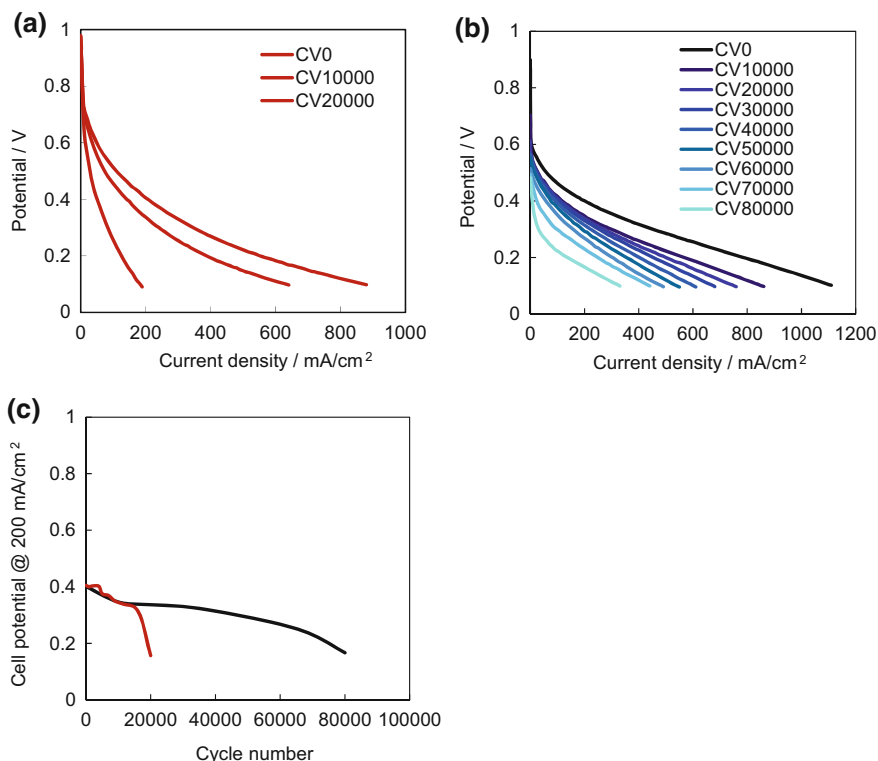 (a)
1
0.8
0.6
0.4
0.2
0
Potential / V
CV0
CV10000
CV20000
0 200 400 600 800 1000
Current density / mA/cm²
(b)
1
0.8
0.6
0.4
0.2
0
Potential / V
CV0
CV10000
CV20000
CV30000
CV40000
CV50000
CV60000
CV70000
CV80000
0 200 400 600 800 1000 1200
Current density / mA/cm²
(c)
1
0.8
0.6
0.4
0.2
0
Cell potential @ 200 mA/cm²
0 20000 40000 60000 80000 100000
Cycle number